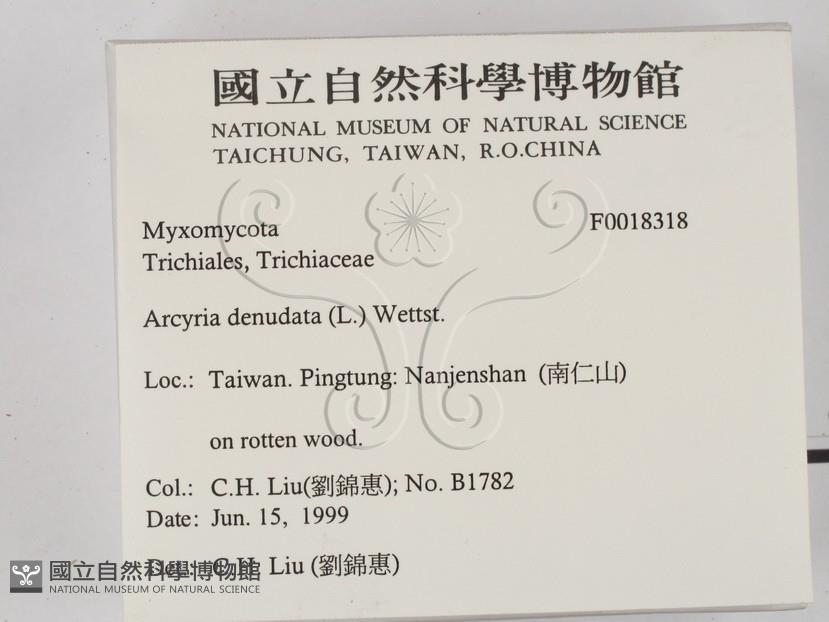 國立自然科學博物館
NATIONAL MUSEUM OF NATURAL SCIENCE
TAICHUNG, TAIWAN, R.O.CHINA
Myxomycota F0018318
Trichiales, Trichiaceae
Arcyria denudata (L.) Wettst.
Loc.: Taiwan. Pingtung: Nanjenshan (南仁山)
on rotten wood.
Col.: C.H. Liu(劉錦惠); No. B1782
Date: Jun. 15, 1999
Det.: C.H. Liu (劉錦惠)
國立自然科學博物館
NATIONAL MUSEUM OF NATURAL SCIENCE